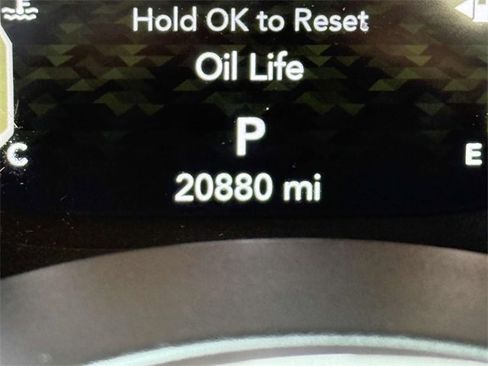 Hold OK to Reset
Oil Life
P
C
E
20880 mi